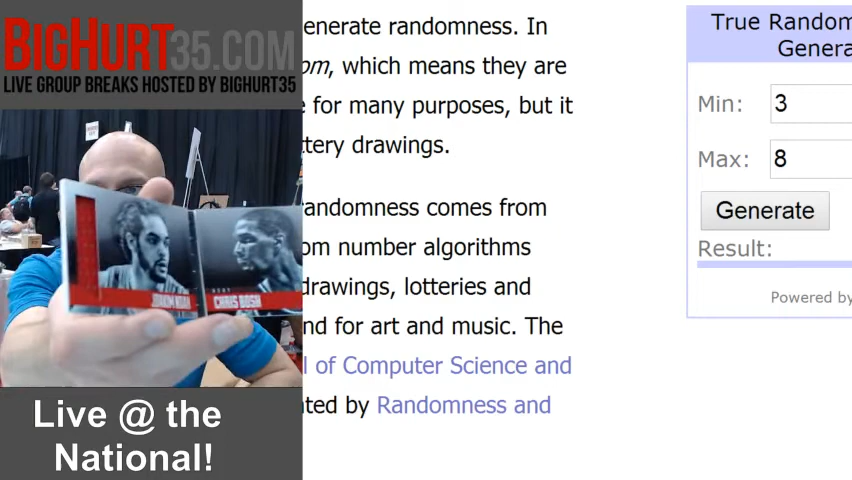 BIGHURT35.COM
LIVE GROUP BREAKS HOSTED BY BIGHURT35
JOAKIM NOAH
CHRIS BOSH
Live @ the
National!
enerate randomness. In
om, which means they are
e for many purposes, but it
ttery drawings.
andomness comes from
om number algorithms
drawings, lotteries and
nd for art and music. The
l of Computer Science and
ated by Randomness and
True Random
Genera
Min: 3
Max: 8
Generate
Result:
Powered by